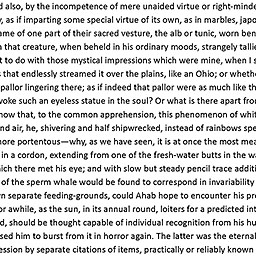 d also, by the incompetence of mere unaided virtue or right-minde
y, as if imparting some special virtue of its own, as in marbles, japo
ame of one part of their sacred vesture, the alb or tunic, worn ben
n that creature, when beheld in his ordinary moods, strangely tallie
t to do with those mystical impressions which were mine, when I s
s that endlessly streamed it over the plains, like an Ohio; or whethe
pallor lingering there; as if indeed that pallor were as much like th
voke such an eyeless statue in the soul? Or what is there apart from
now that, to the common apprehension, this phenomenon of white
nd air, he, shivering and half shipwrecked, instead of rainbows spe
more portentous—why, as we have seen, it is at once the most mea
in a cordon, extending from one of the fresh-water butts in the wa
hich there met his eye; and with slow but steady pencil trace additi
of the sperm whale would be found to correspond in invariability
n separate feeding-grounds, could Ahab hope to encounter his pre
or awhile, as the sun, in its annual round, loiters for a predicted int
d, should be thought capable of individual recognition from his hu
sed him to burst from it in horror again. The latter was the eternal
ession by separate citations of items, practically or reliably known